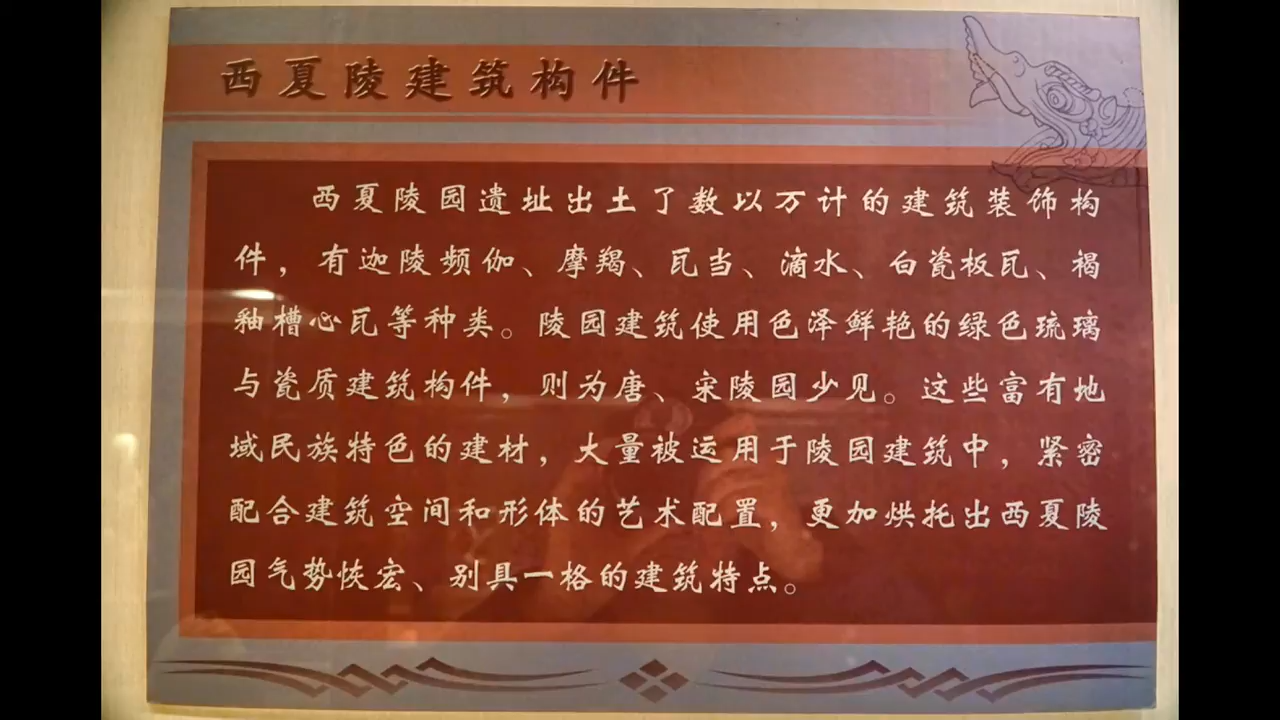 西夏陵建筑构件
西夏陵园遗址出土了数以万计的建筑装饰构
件，有迦陵频伽、摩羯、瓦当、滴水、白瓷板瓦、褐
釉槽心瓦等种类。陵园建筑使用色泽鲜艳的绿色琉璃
与瓷质建筑构件，则为唐、宋陵园少见。这些富有地
域民族特色的建材，大量被运用于陵园建筑中，紧密
配合建筑空间和形体的艺术配置，更加烘托出西夏陵
园气势恢宏、别具一格的建筑特点。